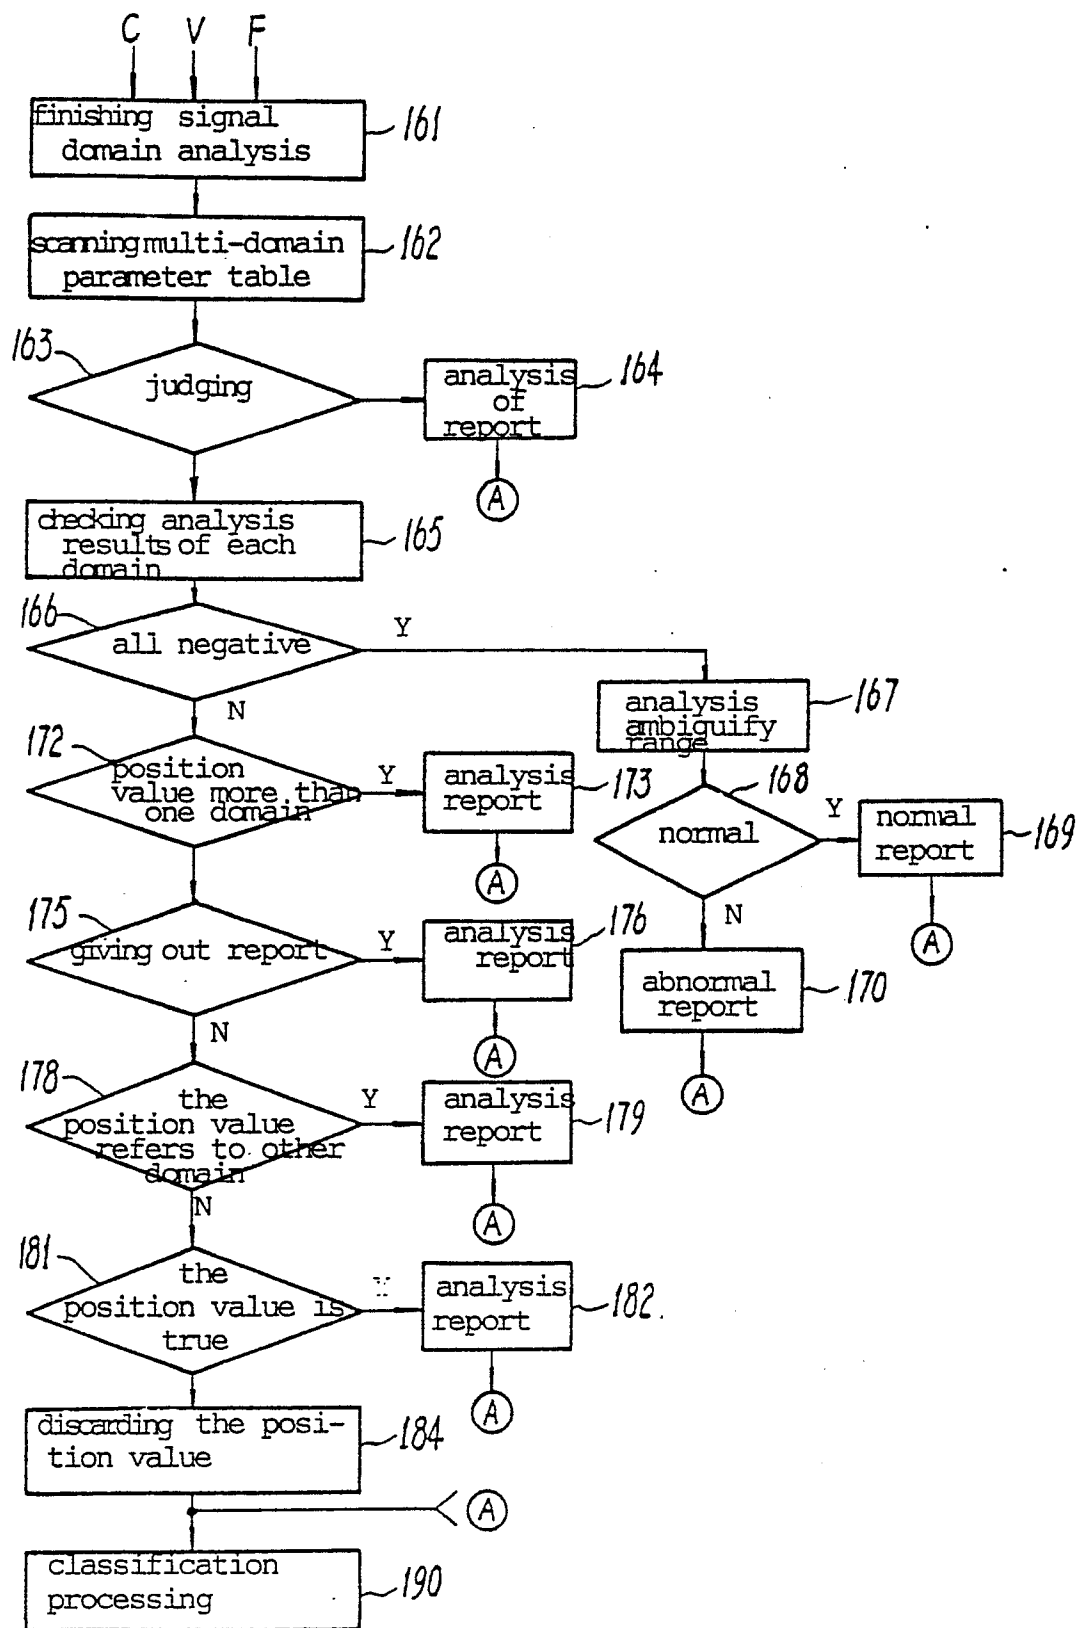 C V F
finishing signal
domain analysis
161
scanning multi-domain
parameter table
162
163
judging
analysis
of
report
164
A
checking analysis
results of each
domain
165
166
all negative
Y
N
analysis
ambiguify
range
167
172
position
value more than
one domain
Y
analysis
report
173
A
168
normal
Y
normal
report
169
A
N
abnormal
report
170
A
175
giving out report
Y
analysis
report
176
A
N
178
the
position value
refers to other
domain
Y
analysis
report
179
A
N
181
the
position value is
true
analysis
report
182.
A
discarding the posi-
tion value
184
A
classification
processing
190